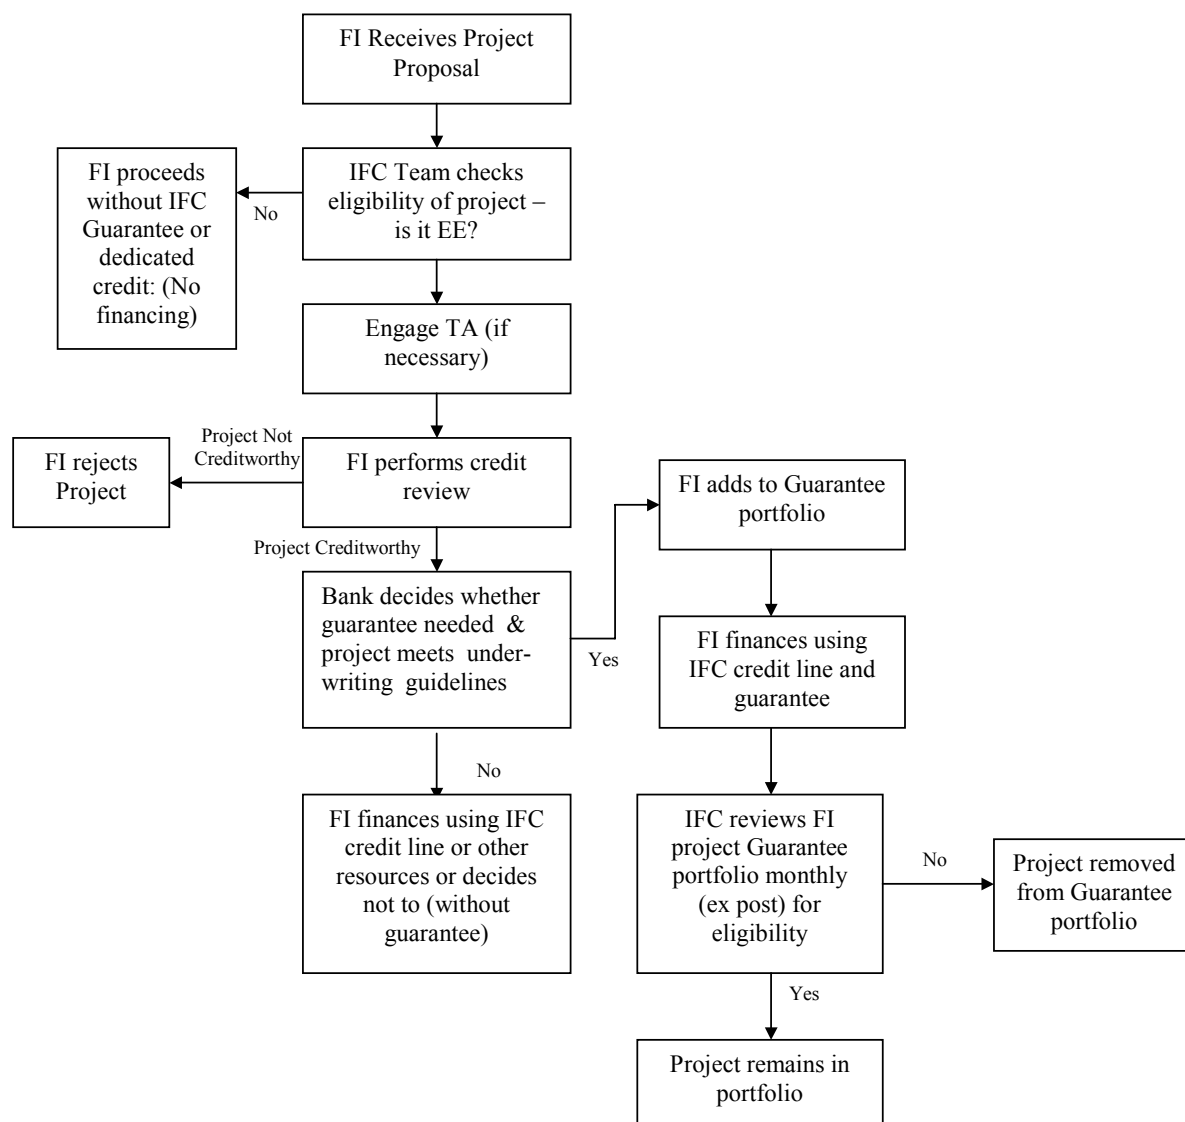 FI Receives Project
Proposal
FI proceeds
without IFC
Guarantee or
dedicated
credit: (No
financing)
No
IFC Team checks
eligibility of project –
is it EE?
Engage TA (if
necessary)
Project Not
Creditworthy
FI rejects
Project
FI performs credit
review
Project Creditworthy
Bank decides whether
guarantee needed &
project meets under-
writing guidelines
Yes
No
FI finances using IFC
credit line or other
resources or decides
not to (without
guarantee)
FI adds to Guarantee
portfolio
FI finances using
IFC credit line and
guarantee
IFC reviews FI
project Guarantee
portfolio monthly
(ex post) for
eligibility
No
Project removed
from Guarantee
portfolio
Yes
Project remains in
portfolio